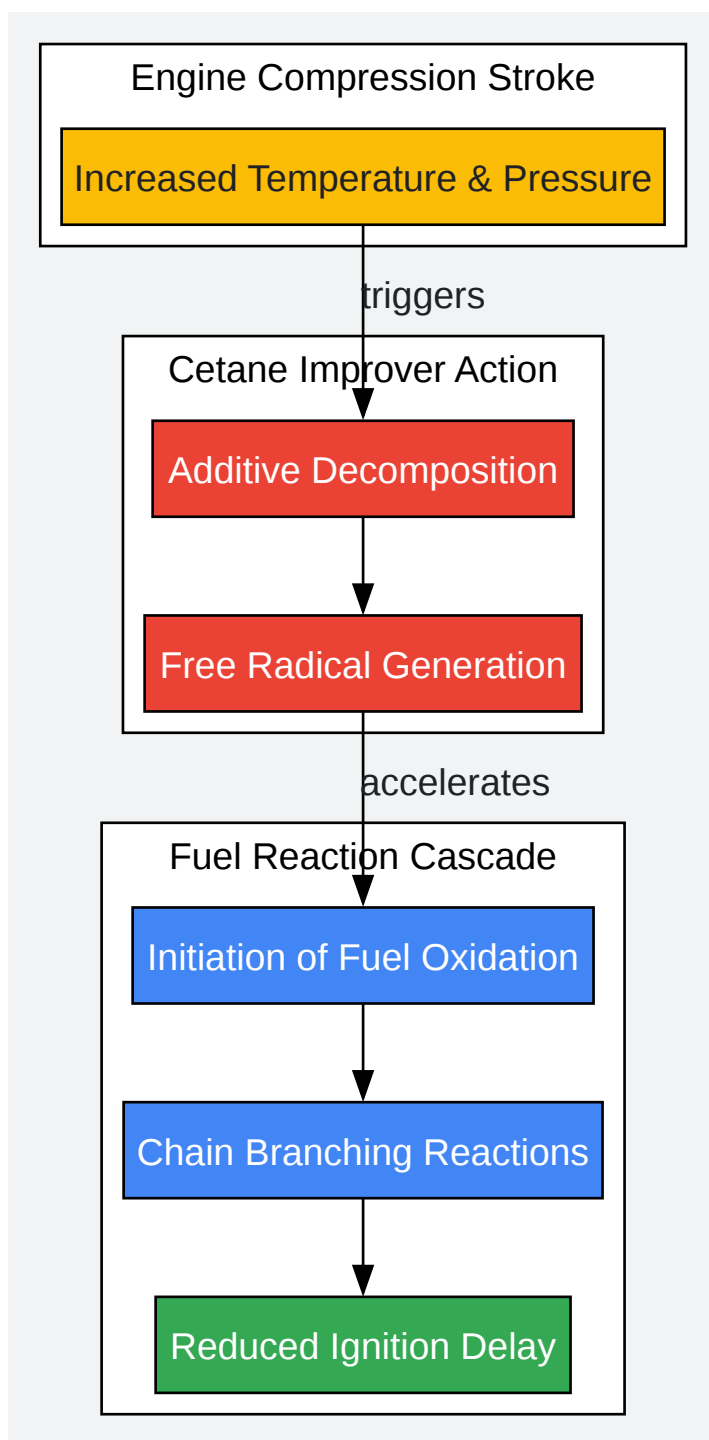 Engine Compression Stroke
Increased Temperature & Pressure
triggers
Cetane Improver Action
Additive Decomposition
Free Radical Generation
accelerates
Fuel Reaction Cascade
Initiation of Fuel Oxidation
Chain Branching Reactions
Reduced Ignition Delay